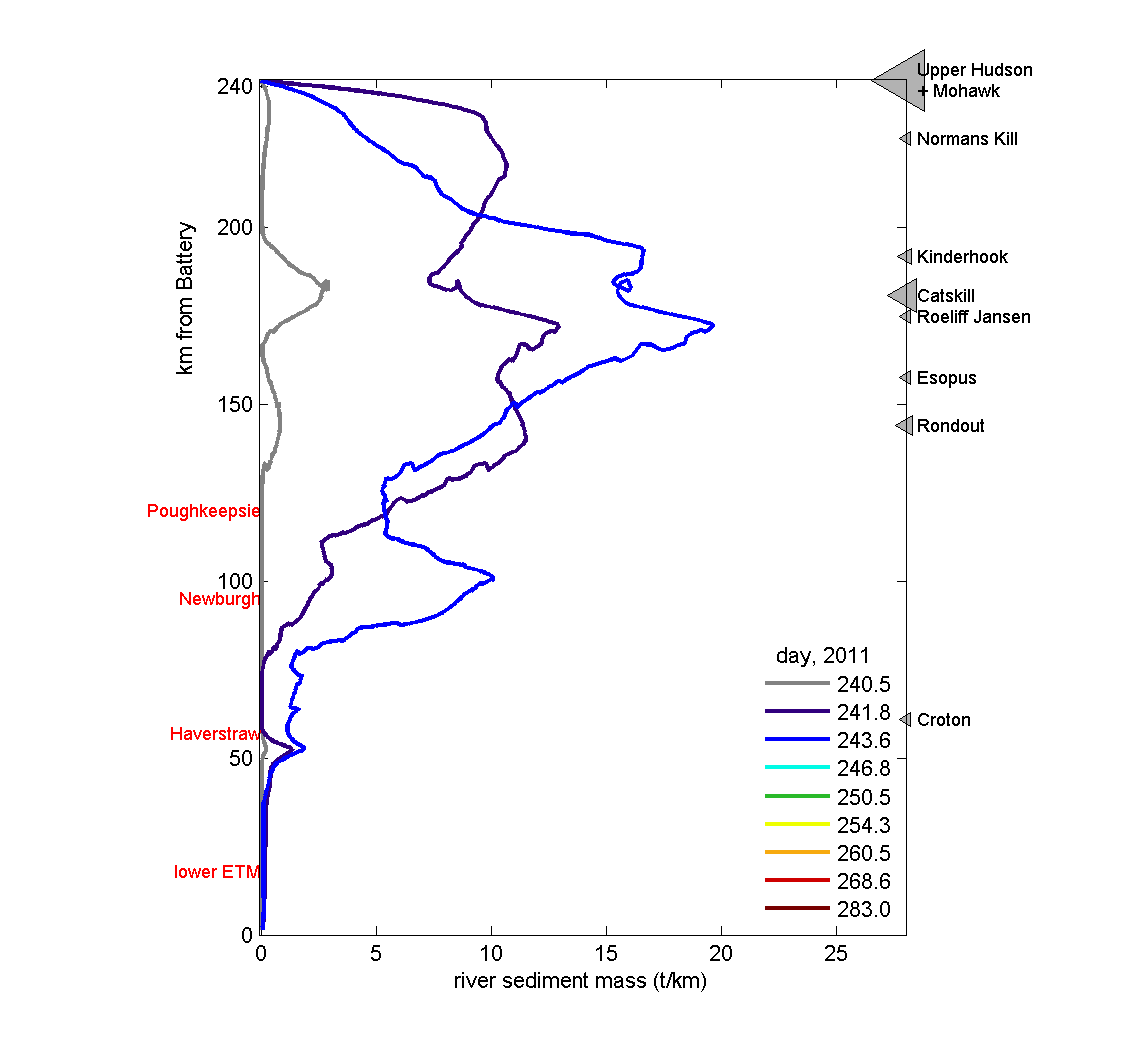 240
200
150
100
50
0
km from Battery
Poughkeepsie
Newburgh
Haverstraw
lower ETM
0
5
10
15
20
25
river sediment mass (t/km)
day, 2011
240.5
241.8
243.6
246.8
250.5
254.3
260.5
268.6
283.0
Upper Hudson
+ Mohawk
Normans Kill
Kinderhook
Catskill
Roeliff Jansen
Esopus
Rondout
Croton